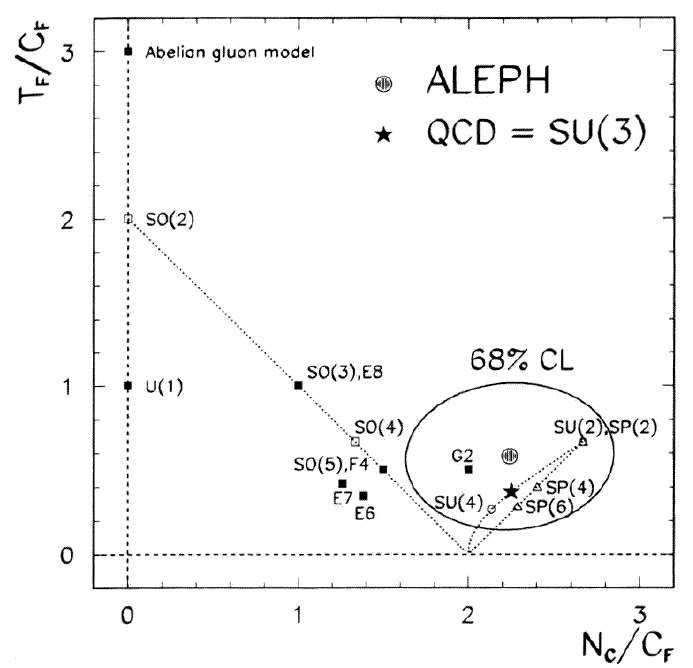 T_F/C_F
3
Abelian gluon model
ALEPH
QCD = SU(3)
2
SO(2)
68% CL
1
U(1)
SO(3),E8
SO(4)
SU(2),SP(2)
G2
SO(5),F4
E7
E6
SU(4)
SP(4)
SP(6)
0
0
1
2
3
N_C/C_F